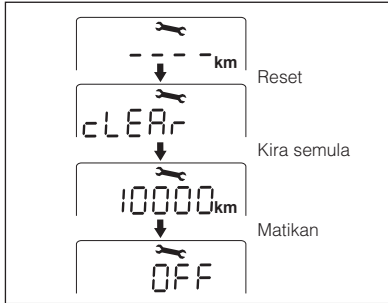 - - - - km
Reset
cLEAr
Kira semula
10000km
Matikan
OFF